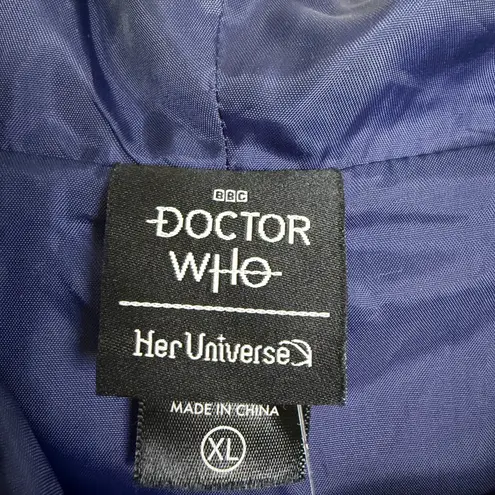 BBC
DOCTOR
WHO
Her Universe
MADE IN CHINA
XL